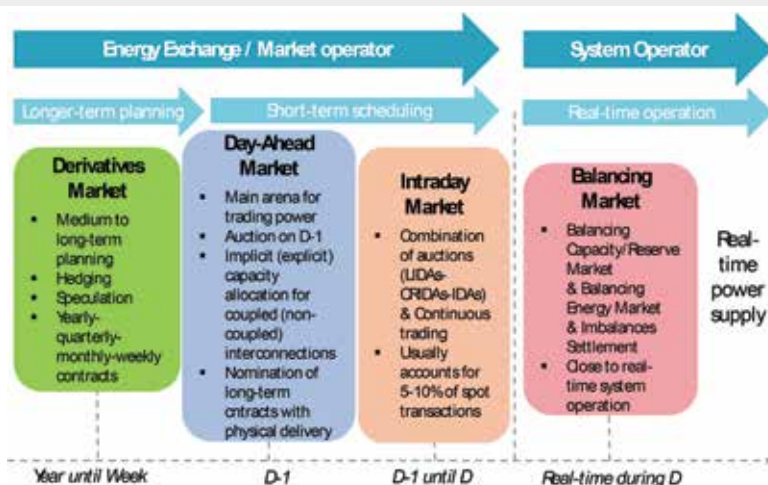 Energy Exchange / Market operator
System Operator
Longer-term planning
Short-term scheduling
Real-time operation
Derivatives
Market
▪ Medium to
long-term
planning
▪ Hedging
▪ Speculation
▪ Yearly-
quarterly-
monthly-weekly
contracts
Day-Ahead
Market
▪ Main arena for
trading power
▪ Auction on D-1
▪ Implicit (explicit)
capacity
allocation for
coupled (non-
coupled)
interconnections
▪ Nomination of
long-term
cntracts with
physical delivery
Intraday
Market
▪ Combination
of auctions
(LIDAs-
CRIDAs-IDAs)
& Continuous
trading
▪ Usually
accounts for
5-10% of spot
transactions
Balancing
Market
▪ Balancing
Capacity/Reserve
Market
& Balancing
Energy Market
& Imbalances
Settlement
▪ Close to real-
time system
operation
Real-
time
power
supply
Year until Week
D-1
D-1 until D
Real-time during D